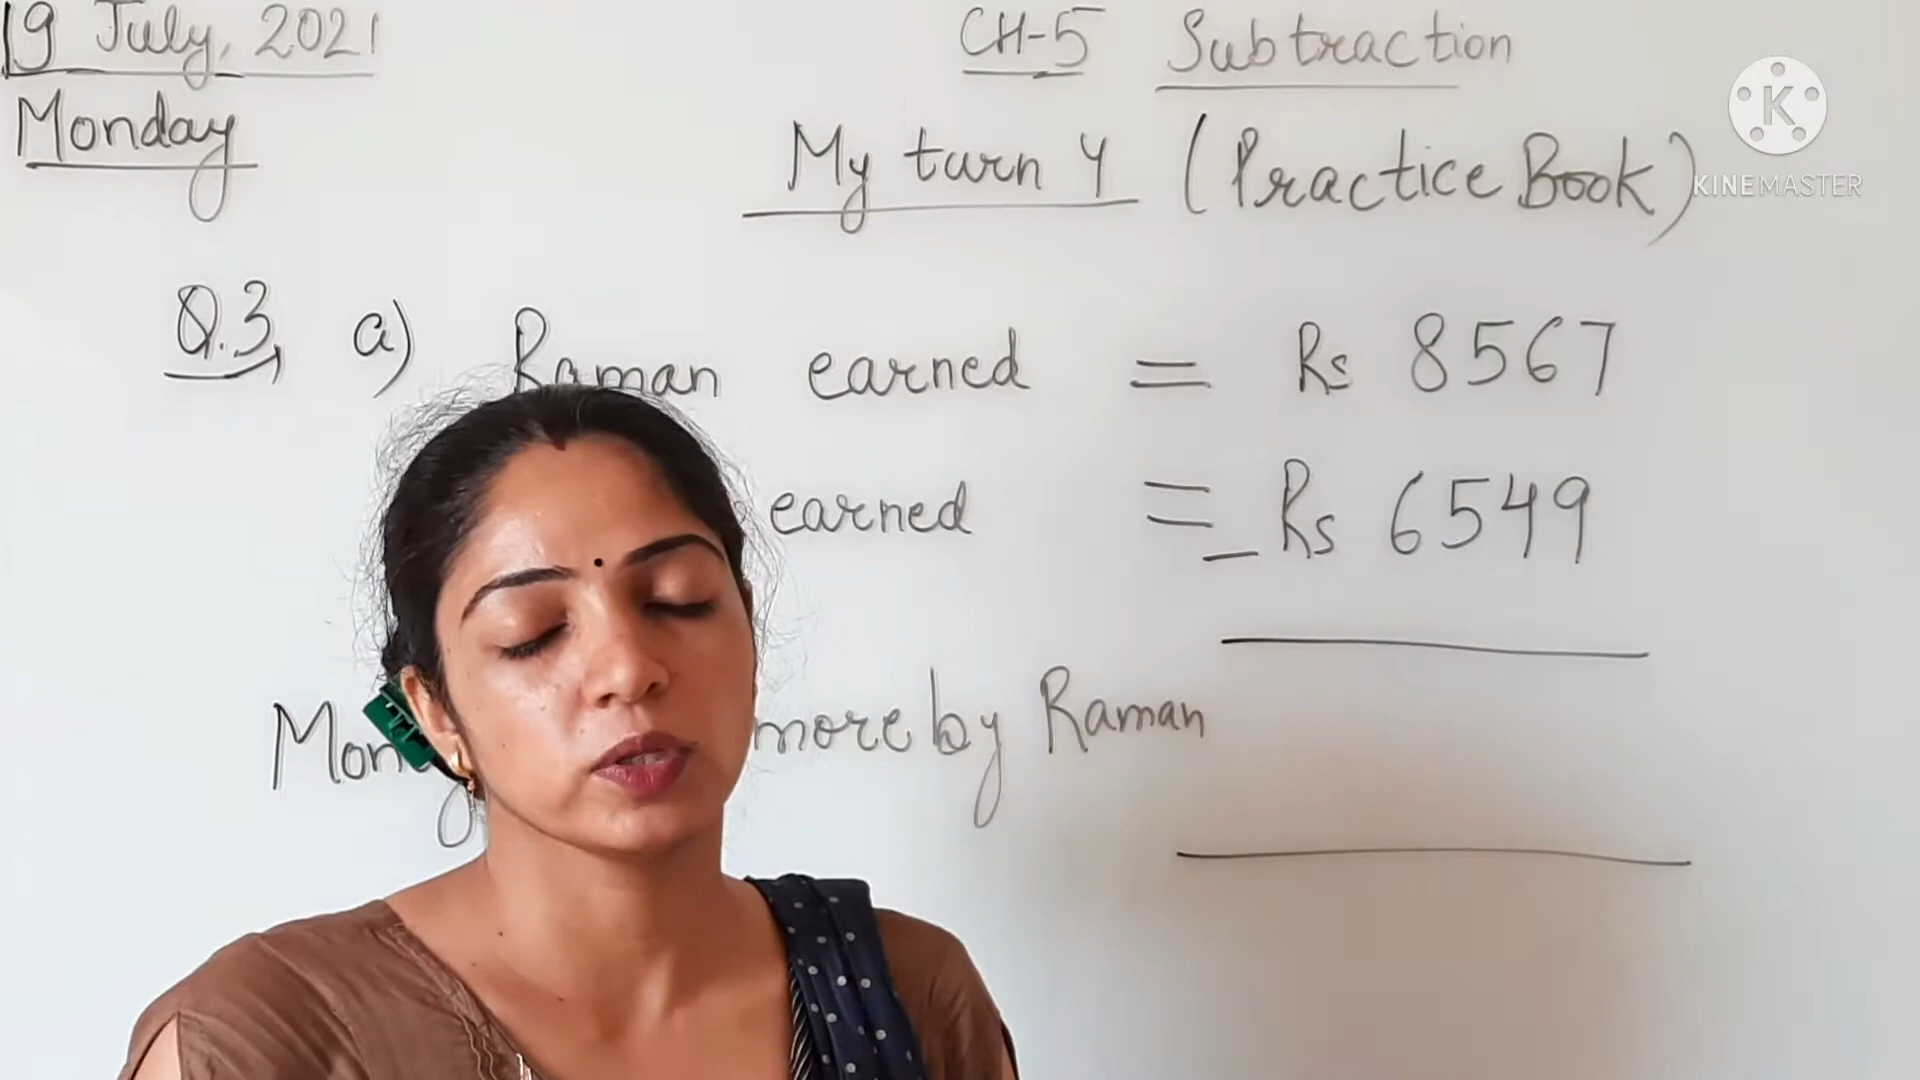 19 July, 2021
Monday
CH-5 Subtraction
My turn 4 (Practice Book)
KINEMASTER
Q.3, a) Raman earned = Rs 8567
earned = - Rs 6549
more by Raman